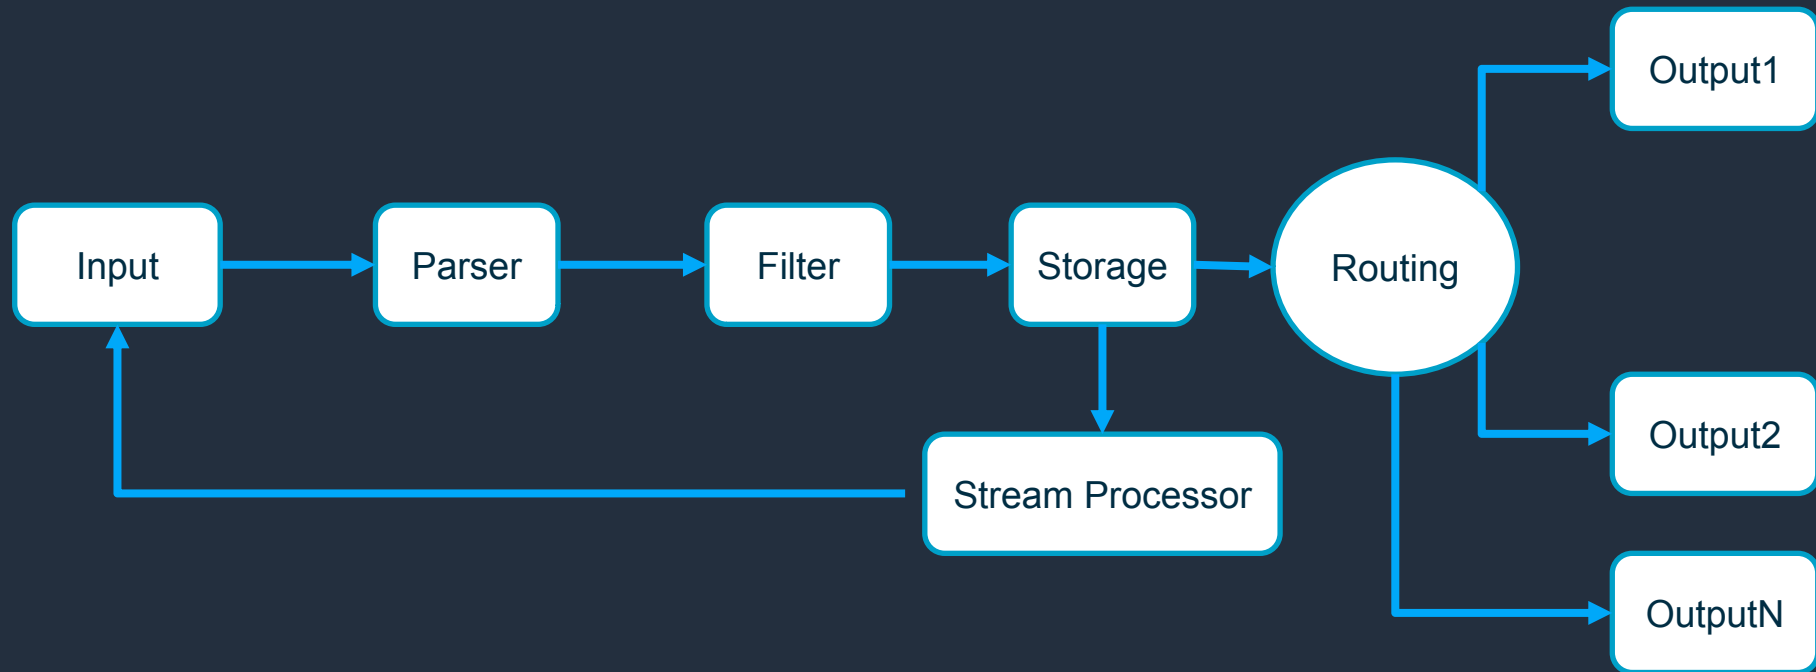 Output1
Input
Parser
Filter
Storage
Routing
Output2
Stream Processor
OutputN